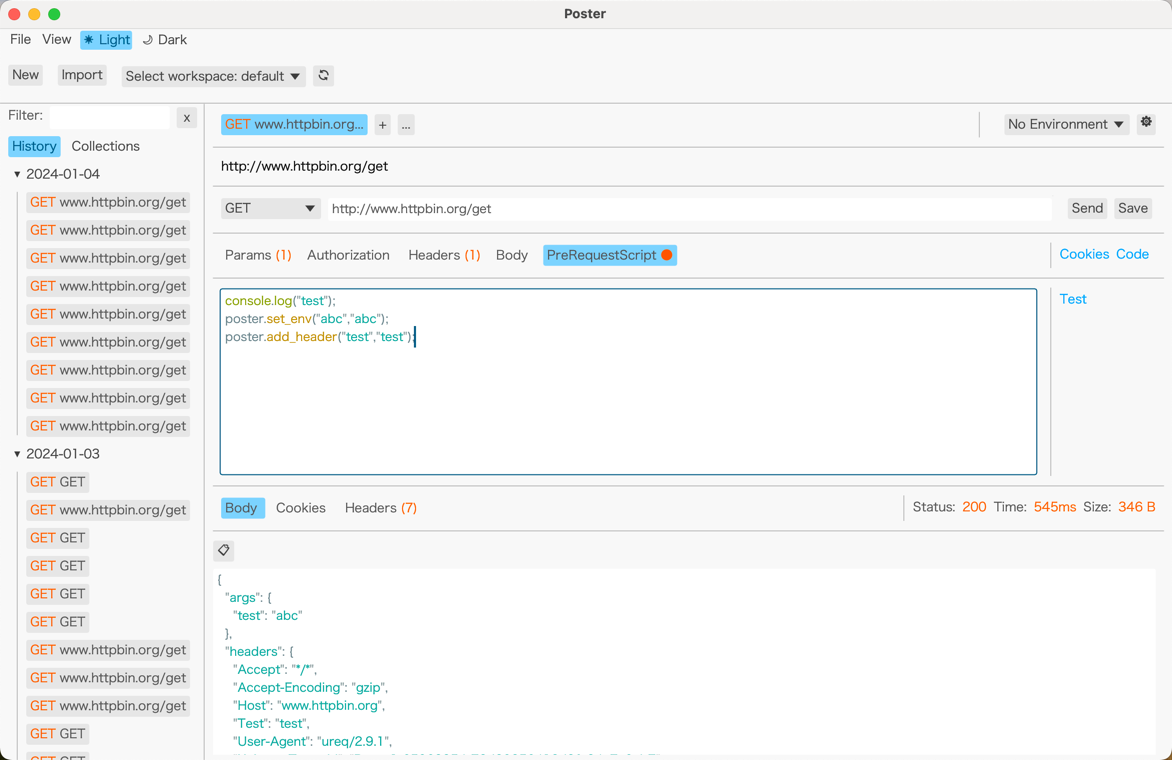 Poster
File View Light Dark
New Import Select workspace: default
Filter: x
History Collections
2024-01-04
GET www.httpbin.org/get
GET www.httpbin.org/get
GET www.httpbin.org/get
GET www.httpbin.org/get
GET www.httpbin.org/get
GET www.httpbin.org/get
GET www.httpbin.org/get
GET www.httpbin.org/get
GET www.httpbin.org/get
2024-01-03
GET GET
GET www.httpbin.org/get
GET GET
GET GET
GET GET
GET GET
GET www.httpbin.org/get
GET www.httpbin.org/get
GET www.httpbin.org/get
GET GET
GET GET
GET www.httpbin.org... + ... No Environment
http://www.httpbin.org/get
GET http://www.httpbin.org/get Send Save
Params (1) Authorization Headers (1) Body PreRequestScript Cookies Code
console.log("test");
poster.set_env("abc","abc");
poster.add_header("test","test");
Test
Body Cookies Headers (7) Status: 200 Time: 545ms Size: 346 B
{
"args": {
"test": "abc"
},
"headers": {
"Accept": "*/*",
"Accept-Encoding": "gzip",
"Host": "www.httpbin.org",
"Test": "test",
"User-Agent": "ureq/2.9.1",